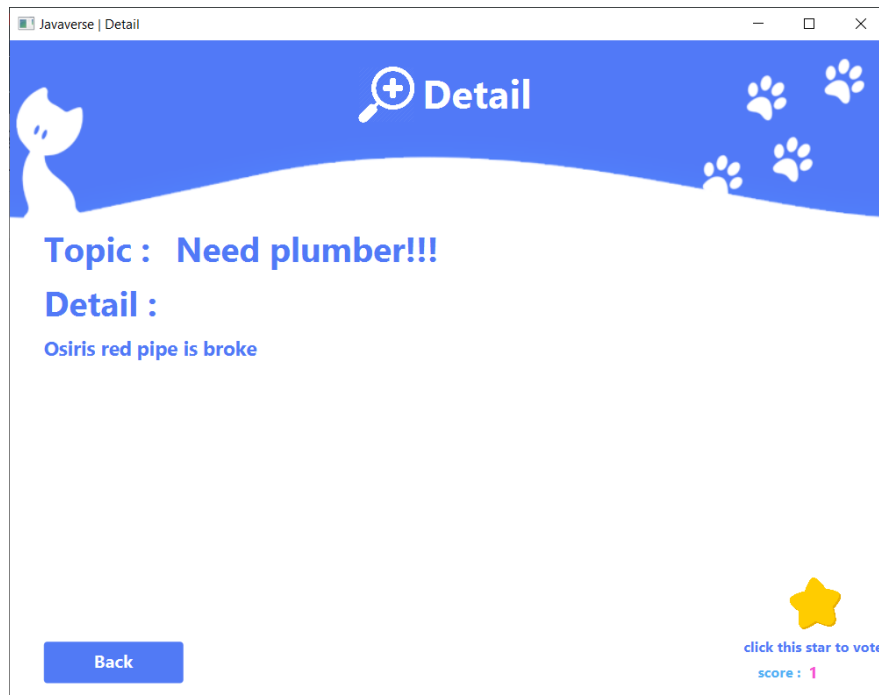 Javaverse | Detail
Detail
Topic : Need plumber!!!
Detail :
Osiris red pipe is broke
click this star to vote
Back
score : 1